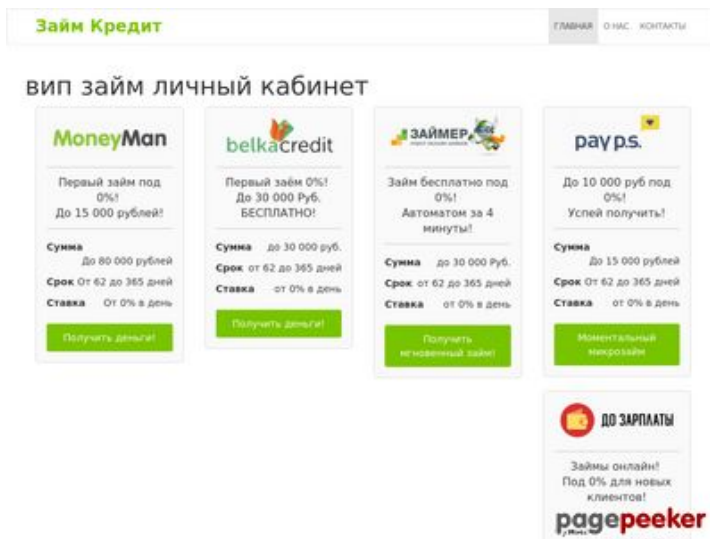 Займ Кредит
ГЛАВНАЯ О НАС. КОНТАКТЫ
вип займ личный кабинет
MoneyMan
Первый займ под
0%!
До 15 000 рублей!
Сумма
До 80 000 рублей
Срок От 62 до 365 дней
Ставка От 0% в день
Получить деньги!
belkacredit
Первый заём 0%!
До 30 000 Руб.
БЕСПЛАТНО!
Сумма до 30 000 руб.
Срок от 62 до 365 дней
Ставка от 0% в день
Получить деньги!
ЗАЙМЕР
Займ бесплатно под
0%!
Автоматом за 4
минуты!
Сумма до 30 000 Руб.
Срок от 62 до 365 дней
Ставка от 0% в день
Получить
мгновенный займ!
pay p.s.
До 10 000 руб под
0%!
Успей получить!
Сумма
До 15 000 рублей
Срок От 62 до 365 дней
Ставка от 0% в день
Моментальный
микрозайм
ДО ЗАРПЛАТЫ
Займы онлайн!
Под 0% для новых
клиентов!
pagepeeker